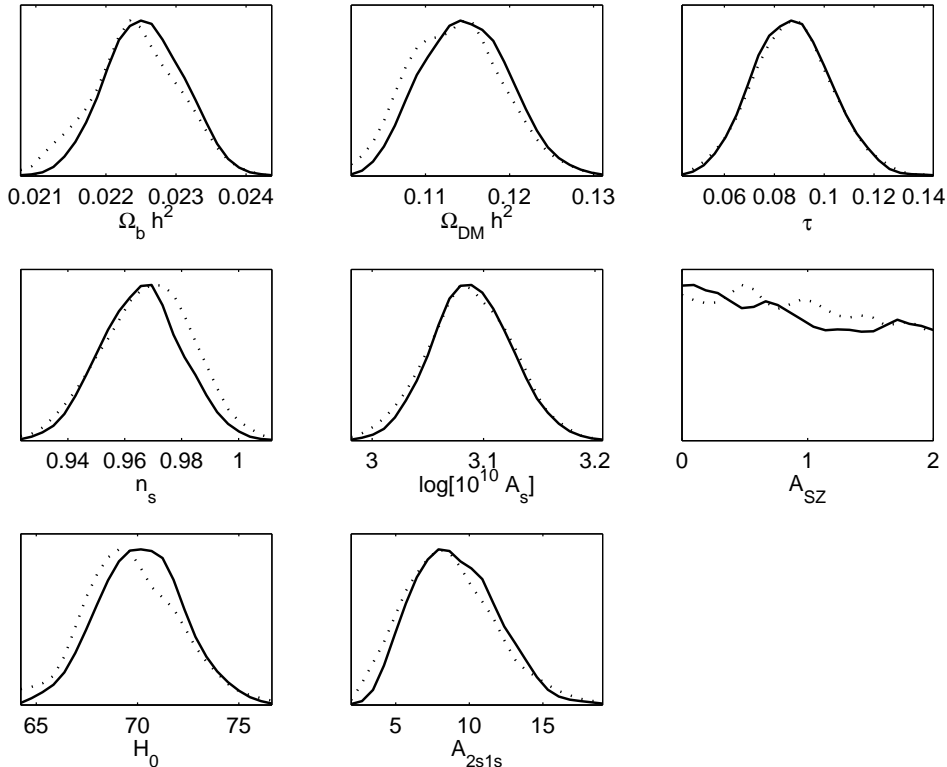 0.021 0.022 0.023 0.024
Ω_b h^2
0.11 0.12 0.13
Ω_DM h^2
0.06 0.08 0.1 0.12 0.14
τ
0.94 0.96 0.98 1
n_s
3 3.1 3.2
log[10^10 A_s]
0 1 2
A_SZ
65 70 75
H_0
5 10 15
A_2s1s